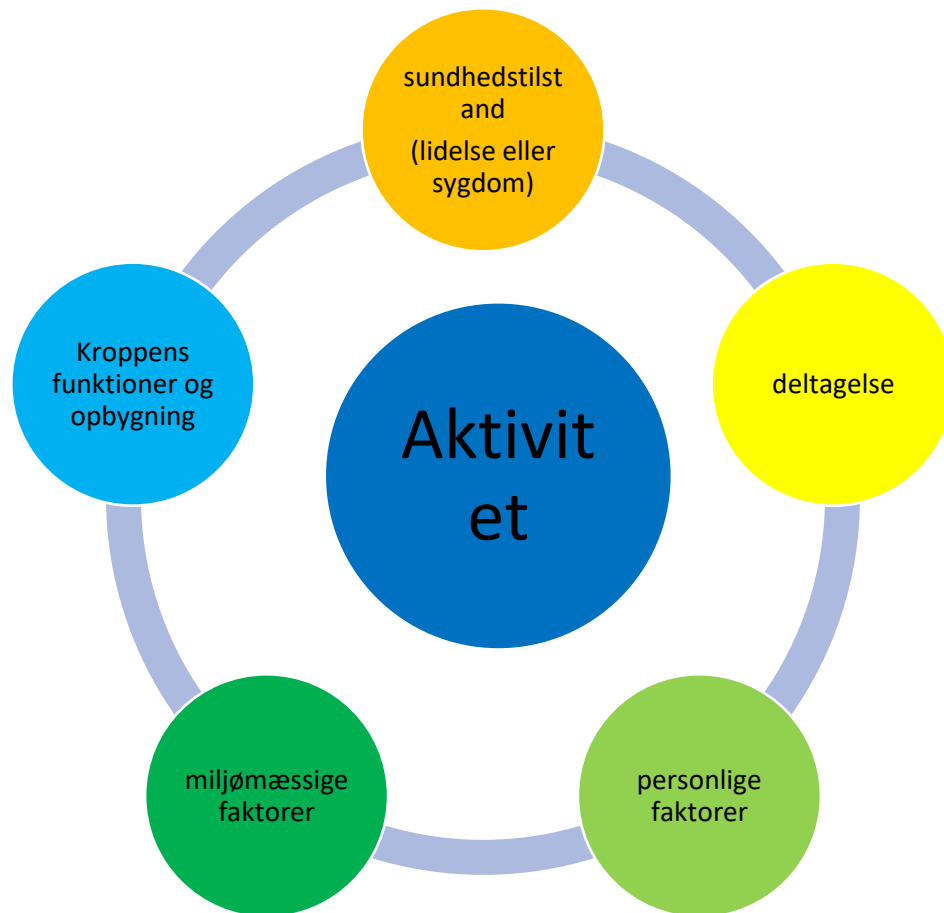 sundhedstilst
and
(lidelse eller
sygdom)
Kroppens
funktioner og
opbygning
Aktivit
et
deltagelse
miljømæssige
faktorer
personlige
faktorer